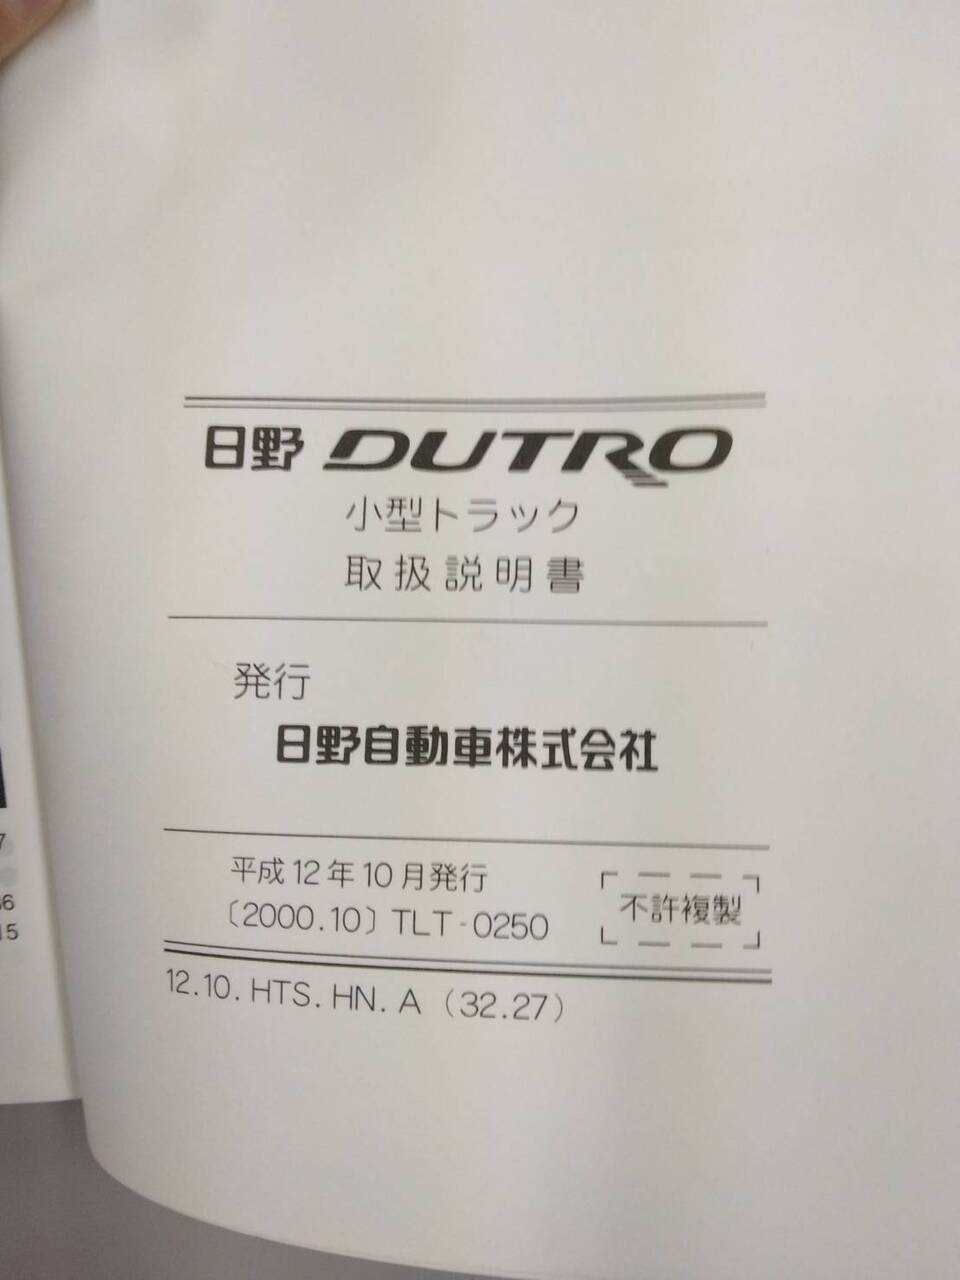 日野 DUTRO
小型トラック
取扱説明書
発行
日野自動車株式会社
平成12年10月発行
〔2000.10〕TLT-0250
不許複製
12.10.HTS.HN.A（32.27）
7
15